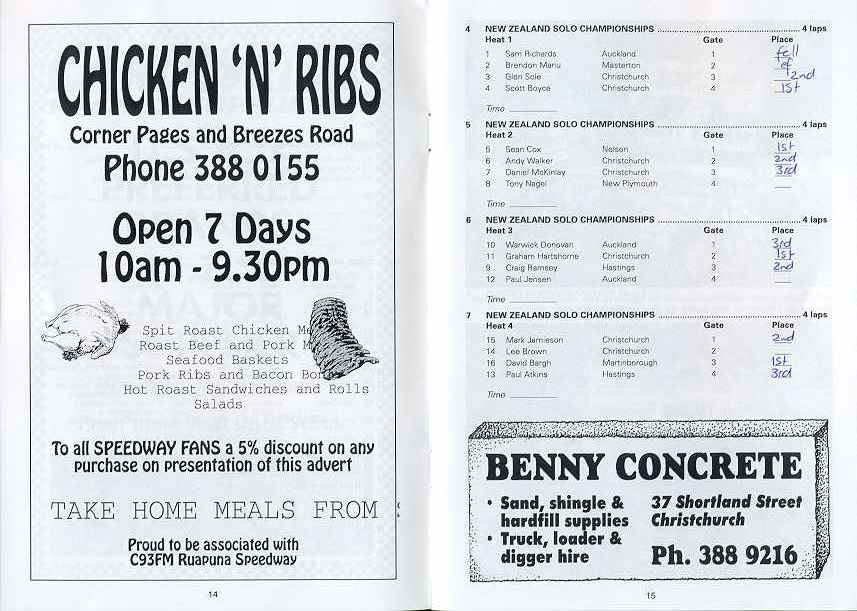 CHICKEN 'N' RIBS
Corner Pages and Breezes Road
Phone 388 0155
Open 7 Days
10am - 9.30pm
Spit Roast Chicken
Roast Beef and Pork
Seafood Baskets
Pork Ribs and Bacon
Hot Roast Sandwiches and Rolls
Salads
To all SPEEDWAY FANS a 5% discount on any
purchase on presentation of this advert
TAKE HOME MEALS FROM
Proud to be associated with
C93FM Ruapuna Speedway
14
4 NEW ZEALAND SOLO CHAMPIONSHIPS 4 laps
Heat 1 Gate Place
1 Sam Richards Auckland 1 fell
2 Brendon Manu Masterton 2 ef
3 Glen Sole Christchurch 3 2nd
4 Scott Boyce Christchurch 4 1st
Time
5 NEW ZEALAND SOLO CHAMPIONSHIPS 4 laps
Heat 2 Gate Place
5 Sean Cox Nelson 1 1st
6 Andy Walker Christchurch 2 2nd
7 Daniel McKinlay Christchurch 3 3rd
8 Tony Nagel New Plymouth 4
Time
6 NEW ZEALAND SOLO CHAMPIONSHIPS 4 laps
Heat 3 Gate Place
10 Warwick Donovan Auckland 1 3rd
11 Graham Hartshorne Christchurch 2 1st
9 Craig Ramsey Hastings 3 2nd
12 Paul Jensen Auckland 4
Time
7 NEW ZEALAND SOLO CHAMPIONSHIPS 4 laps
Heat 4 Gate Place
15 Mark Jamieson Christchurch 1 2nd
14 Lee Brown Christchurch 2
16 David Bargh Martinborough 3 1st
13 Paul Atkins Hastings 4 3rd
Time
BENNY CONCRETE
• Sand, shingle & 37 Shortland Street
hardfill supplies Christchurch
• Truck, loader &
digger hire Ph. 388 9216
15